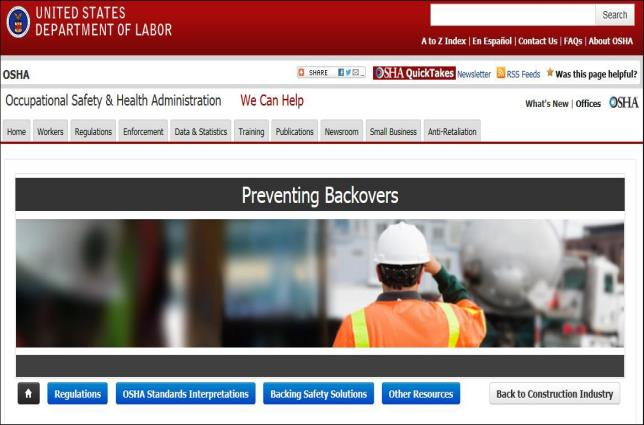 UNITED STATES
DEPARTMENT OF LABOR
Search
A to Z Index | En Español | Contact Us | FAQs | About OSHA
OSHA
SHARE
OSHA QuickTakes Newsletter RSS Feeds Was this page helpful?
Occupational Safety & Health Administration We Can Help
What's New | Offices OSHA
Home Workers Regulations Enforcement Data & Statistics Training Publications Newsroom Small Business Anti-Retaliation
Preventing Backovers
Regulations OSHA Standards Interpretations Backing Safety Solutions Other Resources Back to Construction Industry